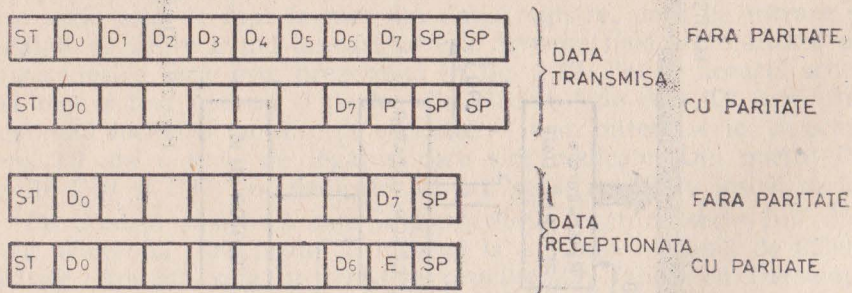 ST D₀ D₁ D₂ D₃ D₄ D₅ D₆ D₇ SP SP
FARA PARITATE
DATA
TRANSMISA
ST D₀ D₇ P SP SP
CU PARITATE
ST D₀ D₇ SP
FARA PARITATE
DATA
RECEPTIONATA
ST D₀ D₆ E SP
CU PARITATE